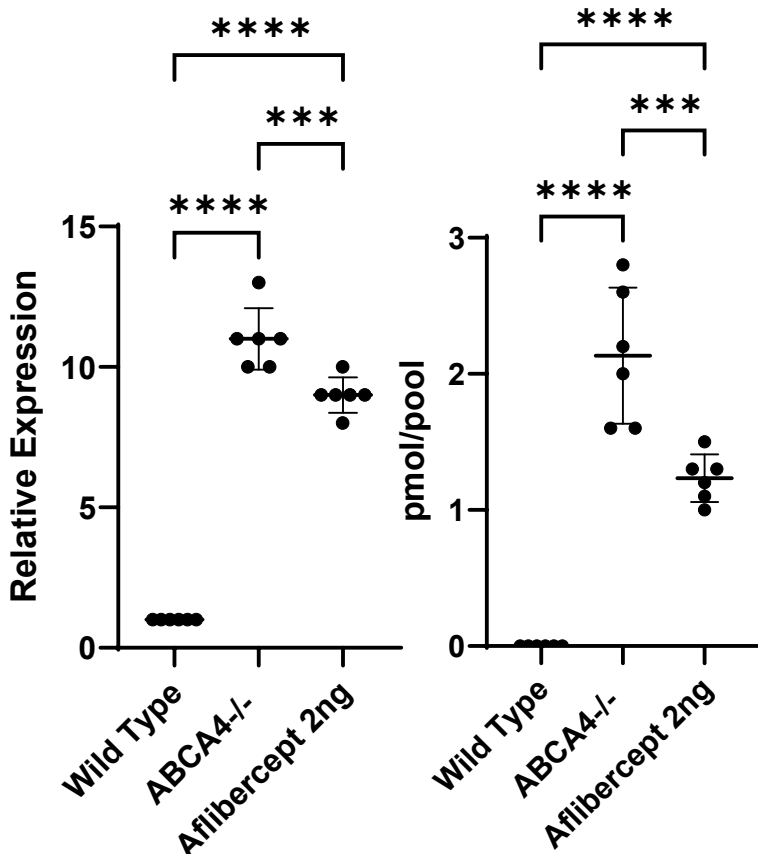 ****
***
****
15
10
5
0
Relative Expression
Wild Type
ABCA4-/-
Aflibercept 2ng
****
***
****
3
2
1
0
pmol/pool
Wild Type
ABCA4-/-
Aflibercept 2ng